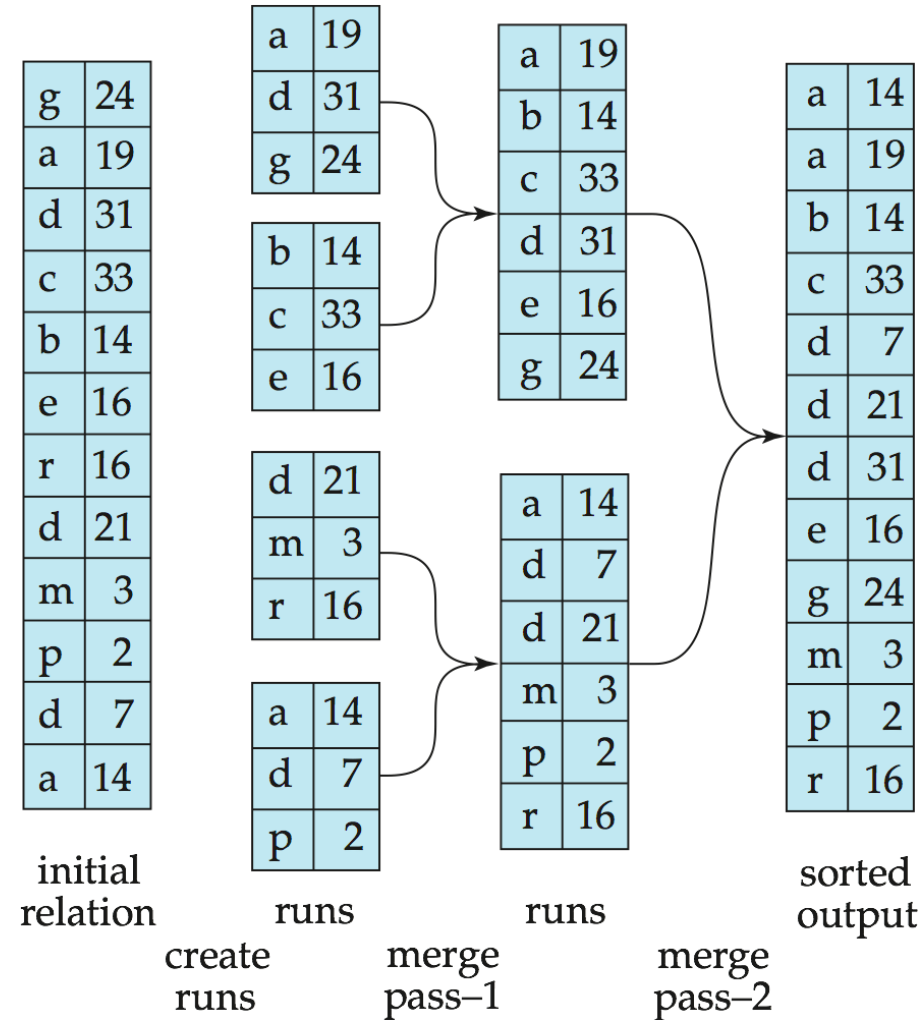 g 24
a 19
d 31
c 33
b 14
e 16
r 16
d 21
m 3
p 2
d 7
a 14
initial
relation
a 19
d 31
g 24
b 14
c 33
e 16
d 21
m 3
r 16
a 14
d 7
p 2
runs
create
runs
a 19
b 14
c 33
d 31
e 16
g 24
a 14
d 7
d 21
m 3
p 2
r 16
runs
merge
pass–1
a 14
a 19
b 14
c 33
d 7
d 21
d 31
e 16
g 24
m 3
p 2
r 16
sorted
output
merge
pass–2